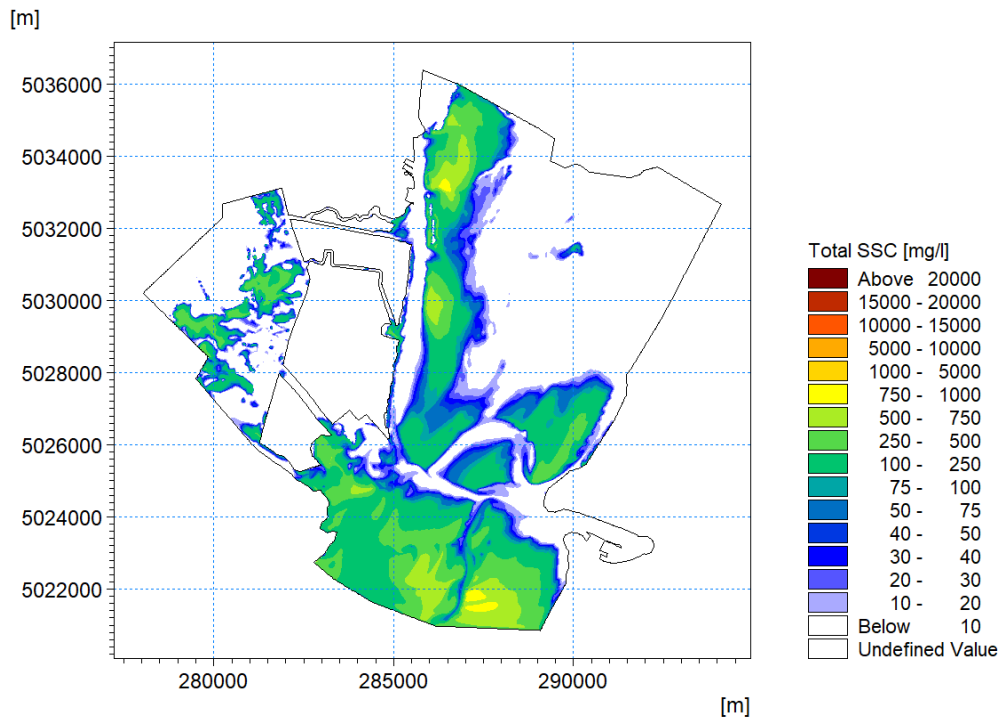 [m]
5036000
5034000
5032000
5030000
5028000
5026000
5024000
5022000
280000 285000 290000
[m]
Total SSC [mg/l]
Above 20000
15000 - 20000
10000 - 15000
5000 - 10000
1000 - 5000
750 - 1000
500 - 750
250 - 500
100 - 250
75 - 100
50 - 75
40 - 50
30 - 40
20 - 30
10 - 20
Below 10
Undefined Value